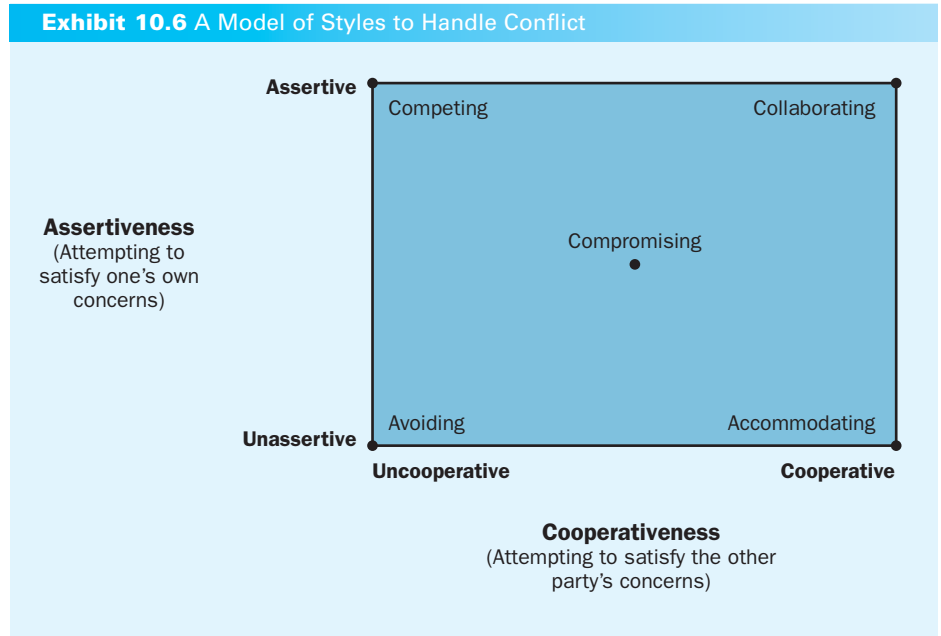 Exhibit 10.6 A Model of Styles to Handle Conflict
Assertive
Competing
Collaborating
Assertiveness
(Attempting to
satisfy one’s own
concerns)
Compromising
Avoiding
Accommodating
Unassertive
Uncooperative
Cooperative
Cooperativeness
(Attempting to satisfy the other
party’s concerns)